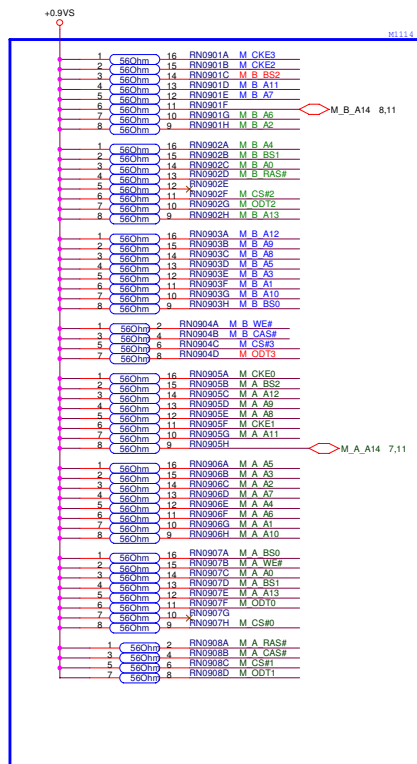 +0.9VS
M1114
1 56Ohm 16 RN0901A M_CKE3
2 56Ohm 15 RN0901B M_CKE2
3 56Ohm 14 RN0901C M_B_BS2
4 56Ohm 13 RN0901D M_B_A11
5 56Ohm 12 RN0901E M_B_A7
6 56Ohm 11 RN0901F M_B_A14 8,11
7 56Ohm 10 RN0901G M_B_A6
8 56Ohm 9 RN0901H M_B_A2
1 56Ohm 16 RN0902A M_B_A4
2 56Ohm 15 RN0902B M_B_BS1
3 56Ohm 14 RN0902C M_B_A0
4 56Ohm 13 RN0902D M_B_RAS#
5 56Ohm 12 RN0902E
6 56Ohm 11 RN0902F M_CS#2
7 56Ohm 10 RN0902G M_ODT2
8 56Ohm 9 RN0902H M_B_A13
1 56Ohm 16 RN0903A M_B_A12
2 56Ohm 15 RN0903B M_B_A9
3 56Ohm 14 RN0903C M_B_A8
4 56Ohm 13 RN0903D M_B_A5
5 56Ohm 12 RN0903E M_B_A3
6 56Ohm 11 RN0903F M_B_A1
7 56Ohm 10 RN0903G M_B_A10
8 56Ohm 9 RN0903H M_B_BS0
1 56Ohm 2 RN0904A M_B_WE#
3 56Ohm 4 RN0904B M_B_CAS#
5 56Ohm 6 RN0904C M_CS#3
7 56Ohm 8 RN0904D M_ODT3
1 56Ohm 16 RN0905A M_CKE0
2 56Ohm 15 RN0905B M_A_BS2
3 56Ohm 14 RN0905C M_A_A12
4 56Ohm 13 RN0905D M_A_A9
5 56Ohm 12 RN0905E M_A_A8
6 56Ohm 11 RN0905F M_CKE1
7 56Ohm 10 RN0905G M_A_A11
8 56Ohm 9 RN0905H M_A_A14 7,11
1 56Ohm 16 RN0906A M_A_A5
2 56Ohm 15 RN0906B M_A_A3
3 56Ohm 14 RN0906C M_A_A2
4 56Ohm 13 RN0906D M_A_A7
5 56Ohm 12 RN0906E M_A_A4
6 56Ohm 11 RN0906F M_A_A6
7 56Ohm 10 RN0906G M_A_A1
8 56Ohm 9 RN0906H M_A_A10
1 56Ohm 16 RN0907A M_A_BS0
2 56Ohm 15 RN0907B M_A_WE#
3 56Ohm 14 RN0907C M_A_A0
4 56Ohm 13 RN0907D M_A_BS1
5 56Ohm 12 RN0907E M_A_A13
6 56Ohm 11 RN0907F M_ODT0
7 56Ohm 10 RN0907G
8 56Ohm 9 RN0907H M_CS#0
1 56Ohm 2 RN0908A M_A_RAS#
3 56Ohm 4 RN0908B M_A_CAS#
5 56Ohm 6 RN0908C M_CS#1
7 56Ohm 8 RN0908D M_ODT1